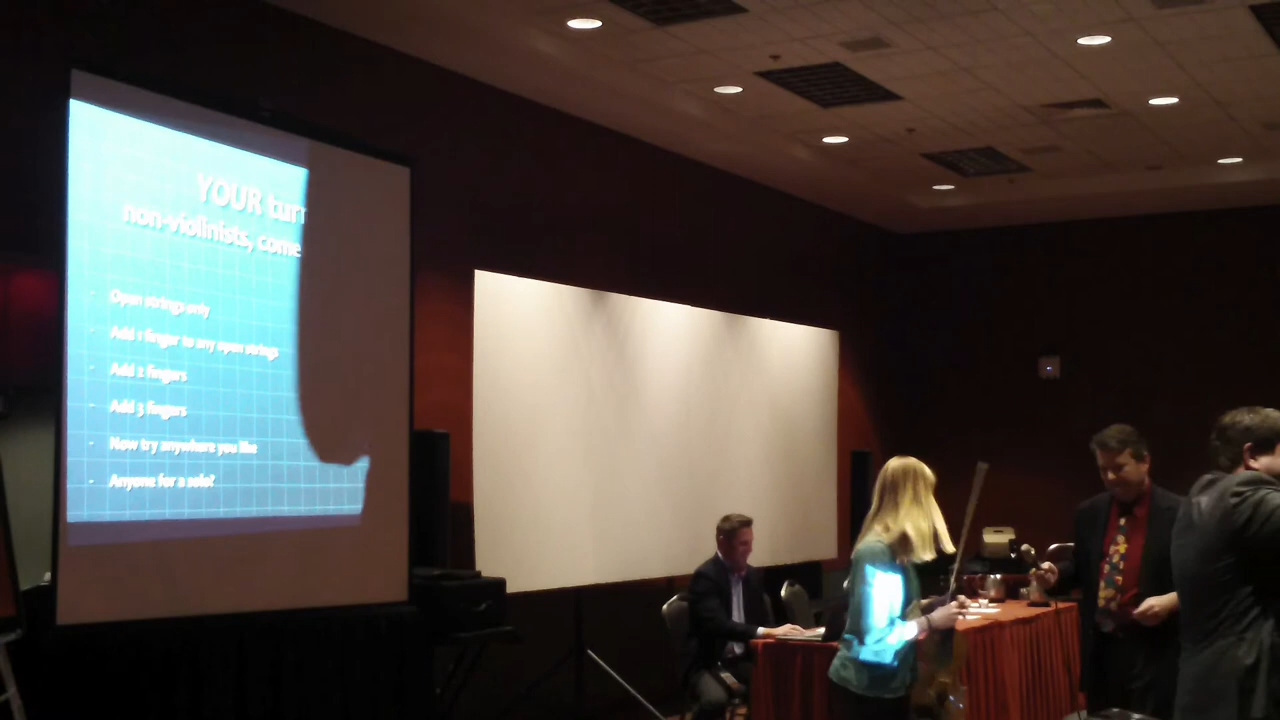 YOUR turn
non-violinists, come
- Open strings only
- Add 1 finger to any open strings
- Add 2 fingers
- Add 3 fingers
- Now try anywhere you like
- Anyone for a solo?